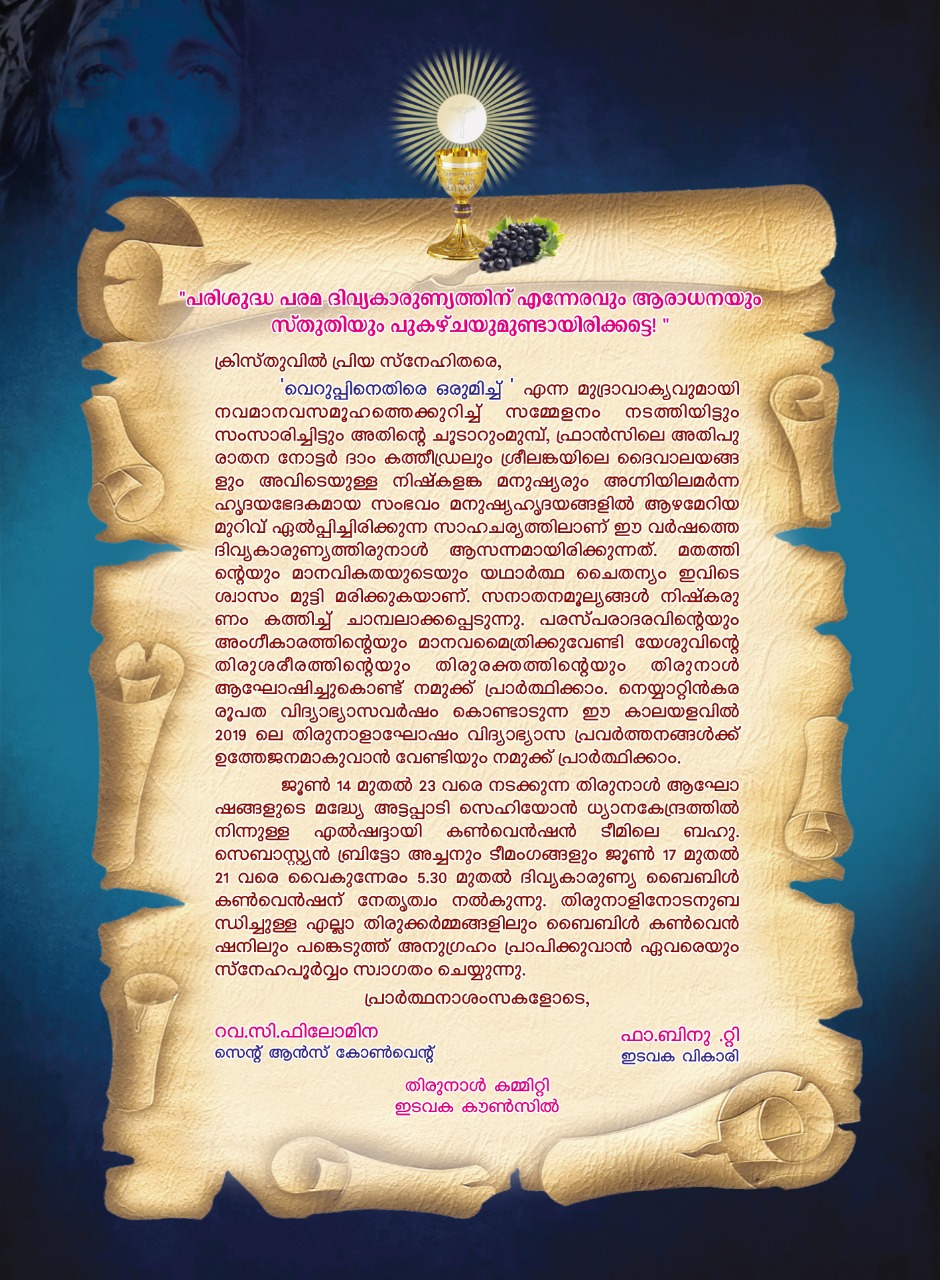 "പരിശുദ്ധ പരമ ദിവ്യകാരുണ്യത്തിന് എന്നേരവും ആരാധനയും
സ്തുതിയും പുകഴ്ചയുമുണ്ടായിരിക്കട്ടെ! "
ക്രിസ്തുവിൽ പ്രിയ സ്നേഹിതരെ,
'വെറുപ്പിനെതിരെ ഒരുമിച്ച് ' എന്ന മുദ്രാവാക്യവുമായി
നവമാനവസമൂഹത്തെക്കുറിച്ച് സമ്മേളനം നടത്തിയിട്ടും
സംസാരിച്ചിട്ടും അതിന്റെ ചൂടാറുംമുമ്പ്, ഫ്രാൻസിലെ അതിപു
രാതന നോട്ടർ ദാം കത്തീഡ്രലും ശ്രീലങ്കയിലെ ദൈവാലയങ്ങ
ളും അവിടെയുള്ള നിഷ്കളങ്ക മനുഷ്യരും അഗ്നിയിലമർന്ന
ഹൃദയഭേദകമായ സംഭവം മനുഷ്യഹൃദയങ്ങളിൽ ആഴമേറിയ
മുറിവ് ഏൽപ്പിച്ചിരിക്കുന്ന സാഹചര്യത്തിലാണ് ഈ വർഷത്തെ
ദിവ്യകാരുണ്യത്തിരുനാൾ ആസന്നമായിരിക്കുന്നത്. മതത്തി
ന്റെയും മാനവികതയുടെയും യഥാർത്ഥ ചൈതന്യം ഇവിടെ
ശ്വാസം മുട്ടി മരിക്കുകയാണ്. സനാതനമൂല്യങ്ങൾ നിഷ്കരു
ണം കത്തിച്ച് ചാമ്പലാക്കപ്പെടുന്നു. പരസ്പരാദരവിന്റെയും
അംഗീകാരത്തിന്റെയും മാനവമൈത്രിക്കുവേണ്ടി യേശുവിന്റെ
തിരുശരീരത്തിന്റെയും തിരുരക്തത്തിന്റെയും തിരുനാൾ
ആഘോഷിച്ചുകൊണ്ട് നമുക്ക് പ്രാർത്ഥിക്കാം. നെയ്യാറ്റിൻകര
രൂപത വിദ്യാഭ്യാസവർഷം കൊണ്ടാടുന്ന ഈ കാലയളവിൽ
2019 ലെ തിരുനാളാഘോഷം വിദ്യാഭ്യാസ പ്രവർത്തനങ്ങൾക്ക്
ഉത്തേജനമാകുവാൻ വേണ്ടിയും നമുക്ക് പ്രാർത്ഥിക്കാം.
ജൂൺ 14 മുതൽ 23 വരെ നടക്കുന്ന തിരുനാൾ ആഘോ
ഷങ്ങളുടെ മദ്ധ്യേ അട്ടപ്പാടി സെഹിയോൻ ധ്യാനകേന്ദ്രത്തിൽ
നിന്നുള്ള എൽഷദ്ദായി കൺവെൻഷൻ ടീമിലെ ബഹു.
സെബാസ്റ്റ്യൻ ബ്രിട്ടോ അച്ചനും ടീമംഗങ്ങളും ജൂൺ 17 മുതൽ
21 വരെ വൈകുന്നേരം 5.30 മുതൽ ദിവ്യകാരുണ്യ ബൈബിൾ
കൺവെൻഷന് നേതൃത്വം നൽകുന്നു. തിരുനാളിനോടനുബ
ന്ധിച്ചുള്ള എല്ലാ തിരുക്കർമ്മങ്ങളിലും ബൈബിൾ കൺവെൻ
ഷനിലും പങ്കെടുത്ത് അനുഗ്രഹം പ്രാപിക്കുവാൻ ഏവരെയും
സ്നേഹപൂർവ്വം സ്വാഗതം ചെയ്യുന്നു.
പ്രാർത്ഥനാശംസകളോടെ,
റവ.സി.ഫിലോമിന
സെന്റ് ആൻസ് കോൺവെന്റ്
ഫാ.ബിനു .റ്റി
ഇടവക വികാരി
തിരുനാൾ കമ്മിറ്റി
ഇടവക കൗൺസിൽ